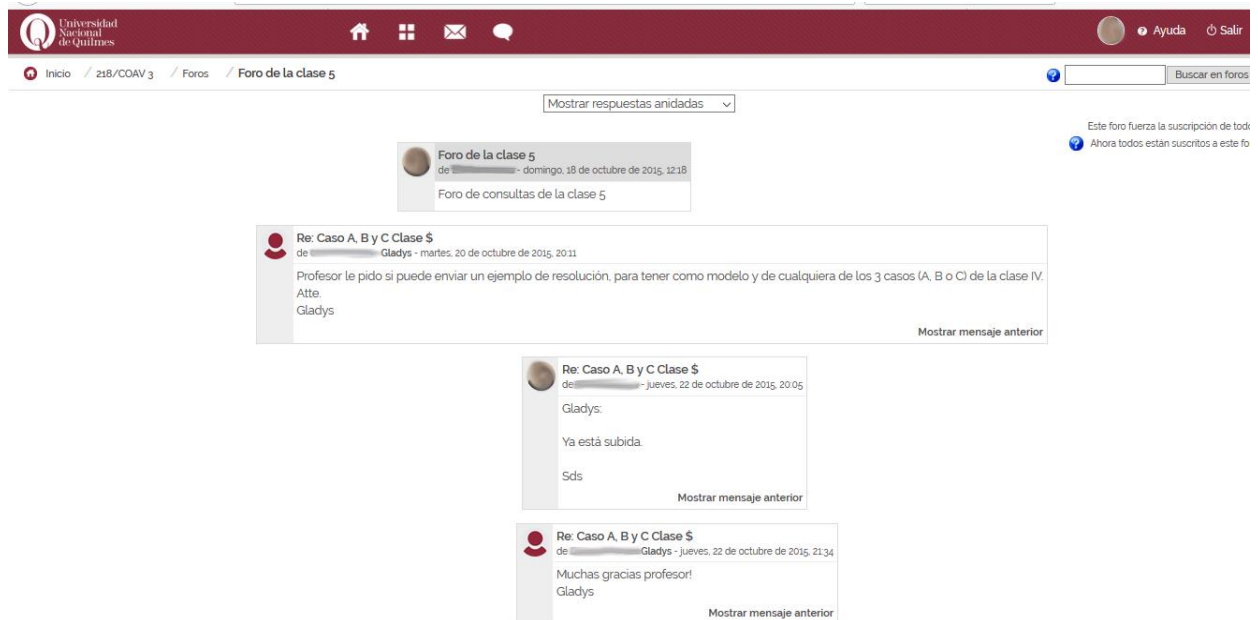 Universidad
Nacional
de Quilmes
Ayuda
Salir
Inicio / 218/COAV 3 / Foros / Foro de la clase 5
Buscar en foros
Mostrar respuestas anidadas
Este foro fuerza la suscripción de todo
Ahora todos están suscritos a este fo
Foro de la clase 5
de - domingo, 18 de octubre de 2015, 12:18
Foro de consultas de la clase 5
Re: Caso A, B y C Clase $
de Gladys - martes, 20 de octubre de 2015, 20:11
Profesor le pido si puede enviar un ejemplo de resolución, para tener como modelo y de cualquiera de los 3 casos (A, B o C) de la clase IV.
Atte.
Gladys
Mostrar mensaje anterior
Re: Caso A, B y C Clase $
de - jueves, 22 de octubre de 2015, 20:05
Gladys:
Ya está subida.
Sds
Mostrar mensaje anterior
Re: Caso A, B y C Clase $
de Gladys - jueves, 22 de octubre de 2015, 21:34
Muchas gracias profesor!
Gladys
Mostrar mensaje anterior